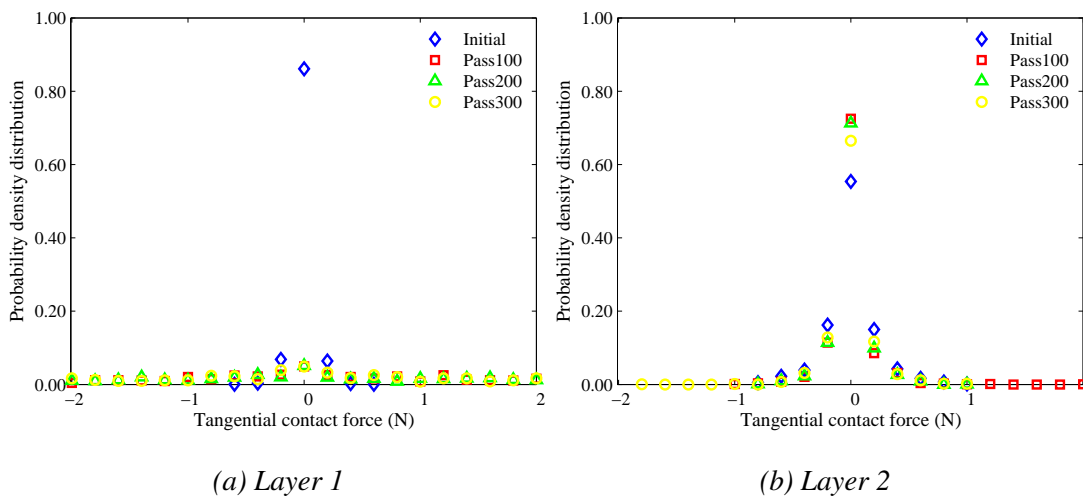 1.00
0.80
0.60
0.40
0.20
0.00
−2
−1
0
1
2
Probability density distribution
Tangential contact force (N)
Initial
Pass100
Pass200
Pass300
(a) Layer 1
1.00
0.80
0.60
0.40
0.20
0.00
−2
−1
0
1
Probability density distribution
Tangential contact force (N)
Initial
Pass100
Pass200
Pass300
(b) Layer 2